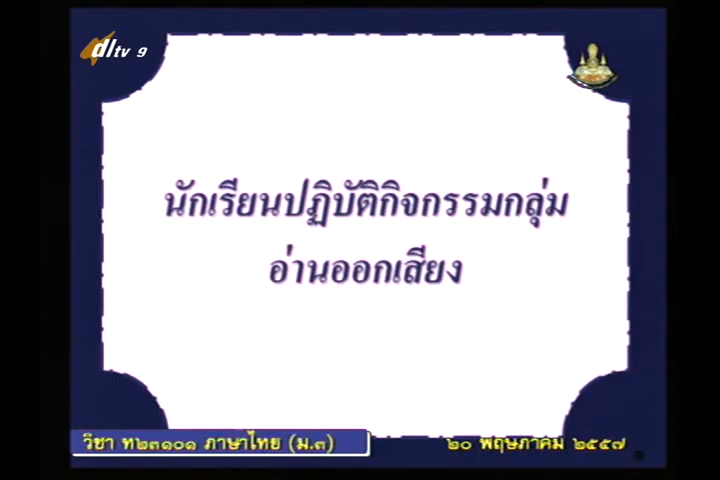 dltv 9
นักเรียนปฏิบัติกิจกรรมกลุ่ม
อ่านออกเสียง
วิชา ท๒๓๑๐๑ ภาษาไทย (ม.๓)
๒๐ พฤษภาคม ๒๕๕๗